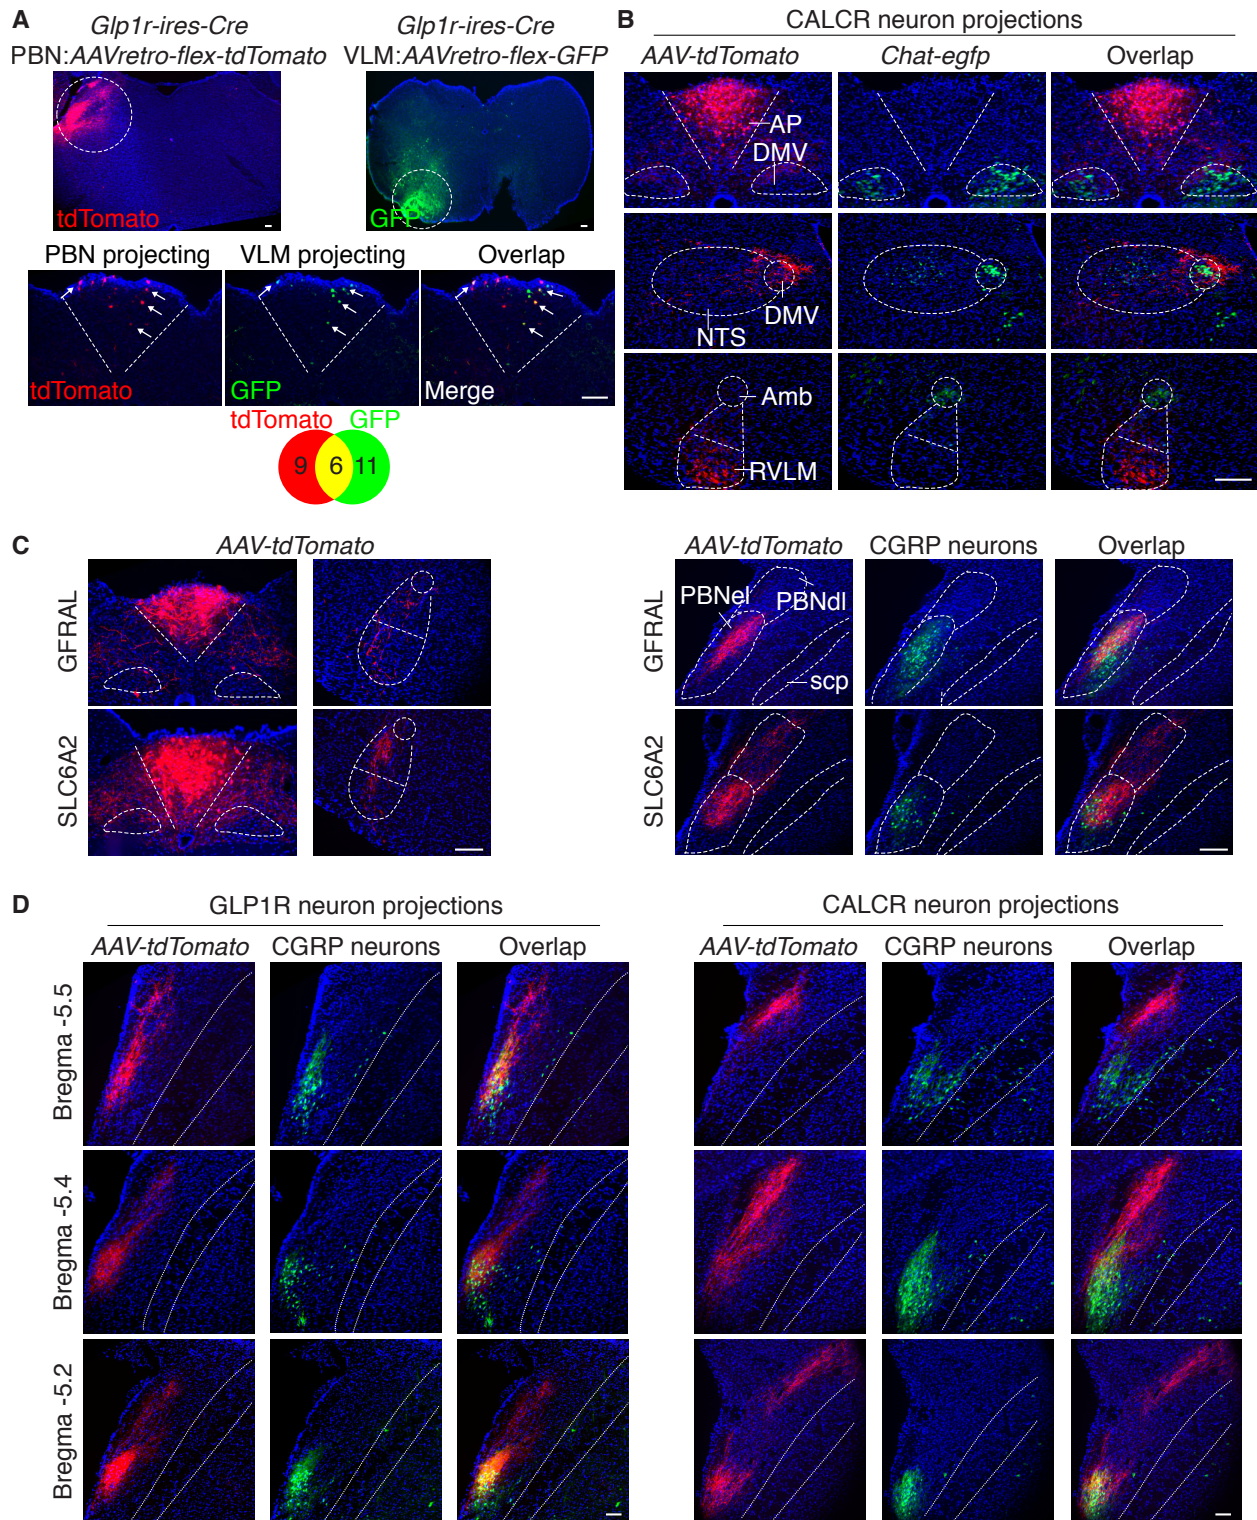 A
Glp1r-ires-Cre
PBN:AAVretro-flex-tdTomato
Glp1r-ires-Cre
VLM:AAVretro-flex-GFP
tdTomato
GFP
PBN projecting
VLM projecting
Overlap
tdTomato
GFP
Merge
tdTomato
GFP
9
6
11
B
CALCR neuron projections
AAV-tdTomato
Chat-egfp
Overlap
AP
DMV
DMV
NTS
Amb
RVLM
C
AAV-tdTomato
GFRAL
SLC6A2
AAV-tdTomato
CGRP neurons
Overlap
GFRAL
PBNel
PBNdl
scp
SLC6A2
D
GLP1R neuron projections
AAV-tdTomato
CGRP neurons
Overlap
CALCR neuron projections
AAV-tdTomato
CGRP neurons
Overlap
Bregma -5.5
Bregma -5.4
Bregma -5.2